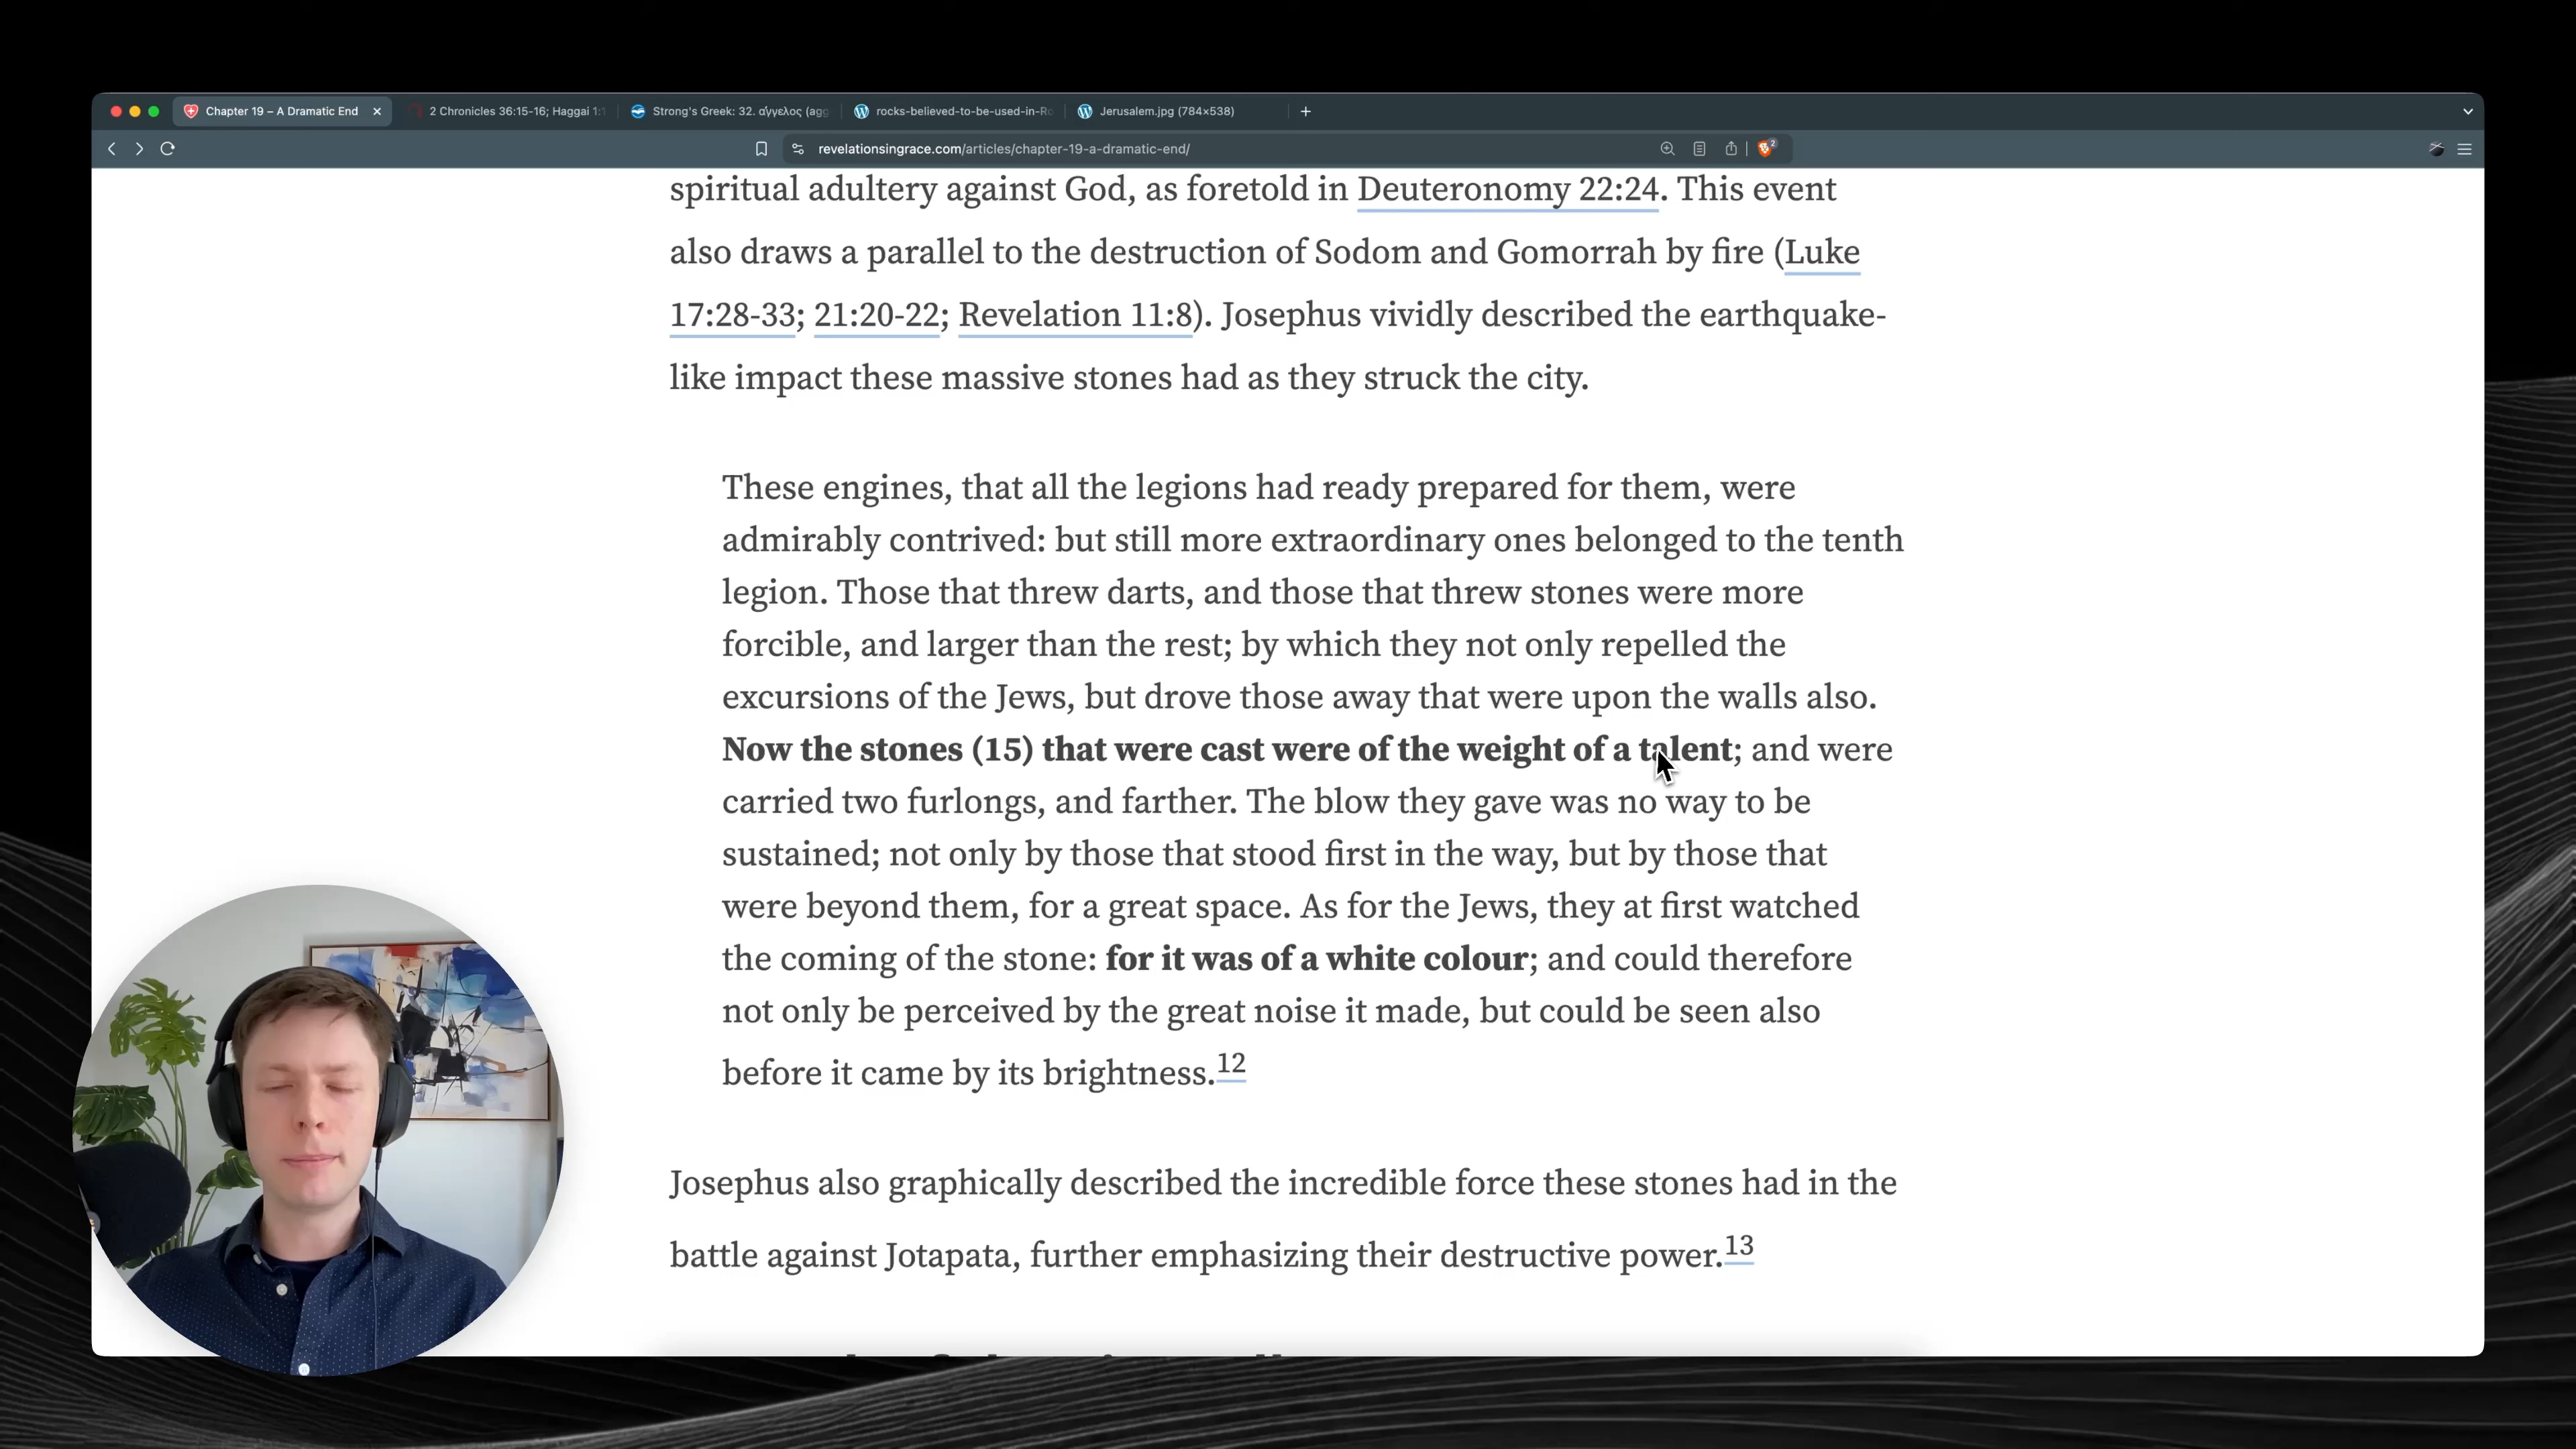 Chapter 19 – A Dramatic End
2 Chronicles 36:15-16; Haggai 1:1
Strong's Greek: 32. ἄγγελος (agg
rocks-believed-to-be-used-in-Ro
Jerusalem.jpg (784×538)
revelationsingrace.com/articles/chapter-19-a-dramatic-end/
2
spiritual adultery against God, as foretold in Deuteronomy 22:24. This event
also draws a parallel to the destruction of Sodom and Gomorrah by fire (Luke
17:28-33; 21:20-22; Revelation 11:8). Josephus vividly described the earthquake-
like impact these massive stones had as they struck the city.
These engines, that all the legions had ready prepared for them, were
admirably contrived: but still more extraordinary ones belonged to the tenth
legion. Those that threw darts, and those that threw stones were more
forcible, and larger than the rest; by which they not only repelled the
excursions of the Jews, but drove those away that were upon the walls also.
Now the stones (15) that were cast were of the weight of a talent; and were
carried two furlongs, and farther. The blow they gave was no way to be
sustained; not only by those that stood first in the way, but by those that
were beyond them, for a great space. As for the Jews, they at first watched
the coming of the stone: for it was of a white colour; and could therefore
not only be perceived by the great noise it made, but could be seen also
before it came by its brightness.12
Josephus also graphically described the incredible force these stones had in the
battle against Jotapata, further emphasizing their destructive power.13